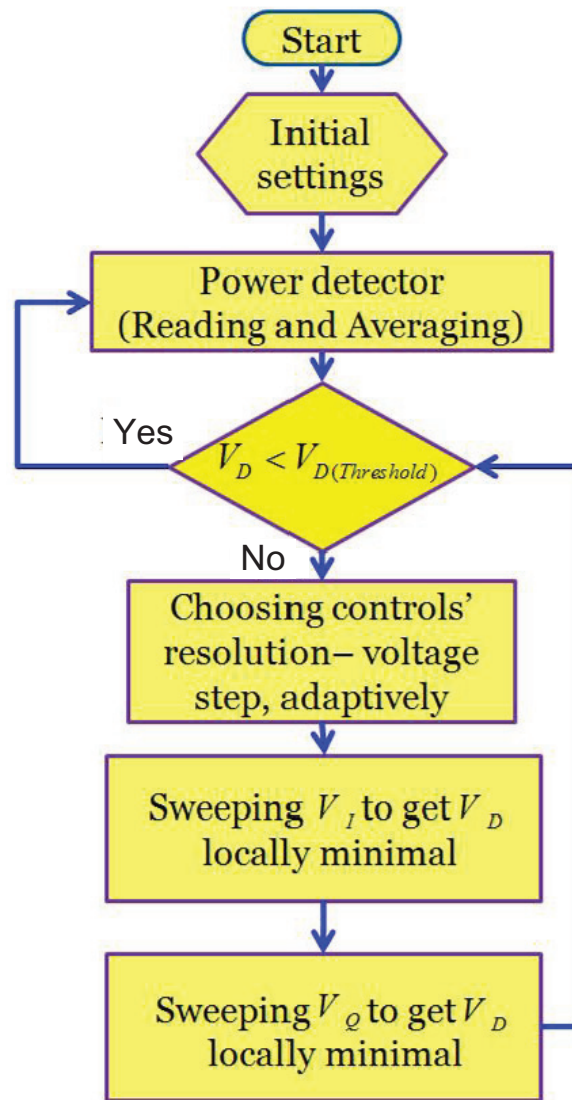 Start
Initial
settings
Power detector
(Reading and Averaging)
Yes
V_D < V_{D(Threshold)}
No
Choosing controls’
resolution– voltage
step, adaptively
Sweeping V_I to get V_D
locally minimal
Sweeping V_Q to get V_D
locally minimal